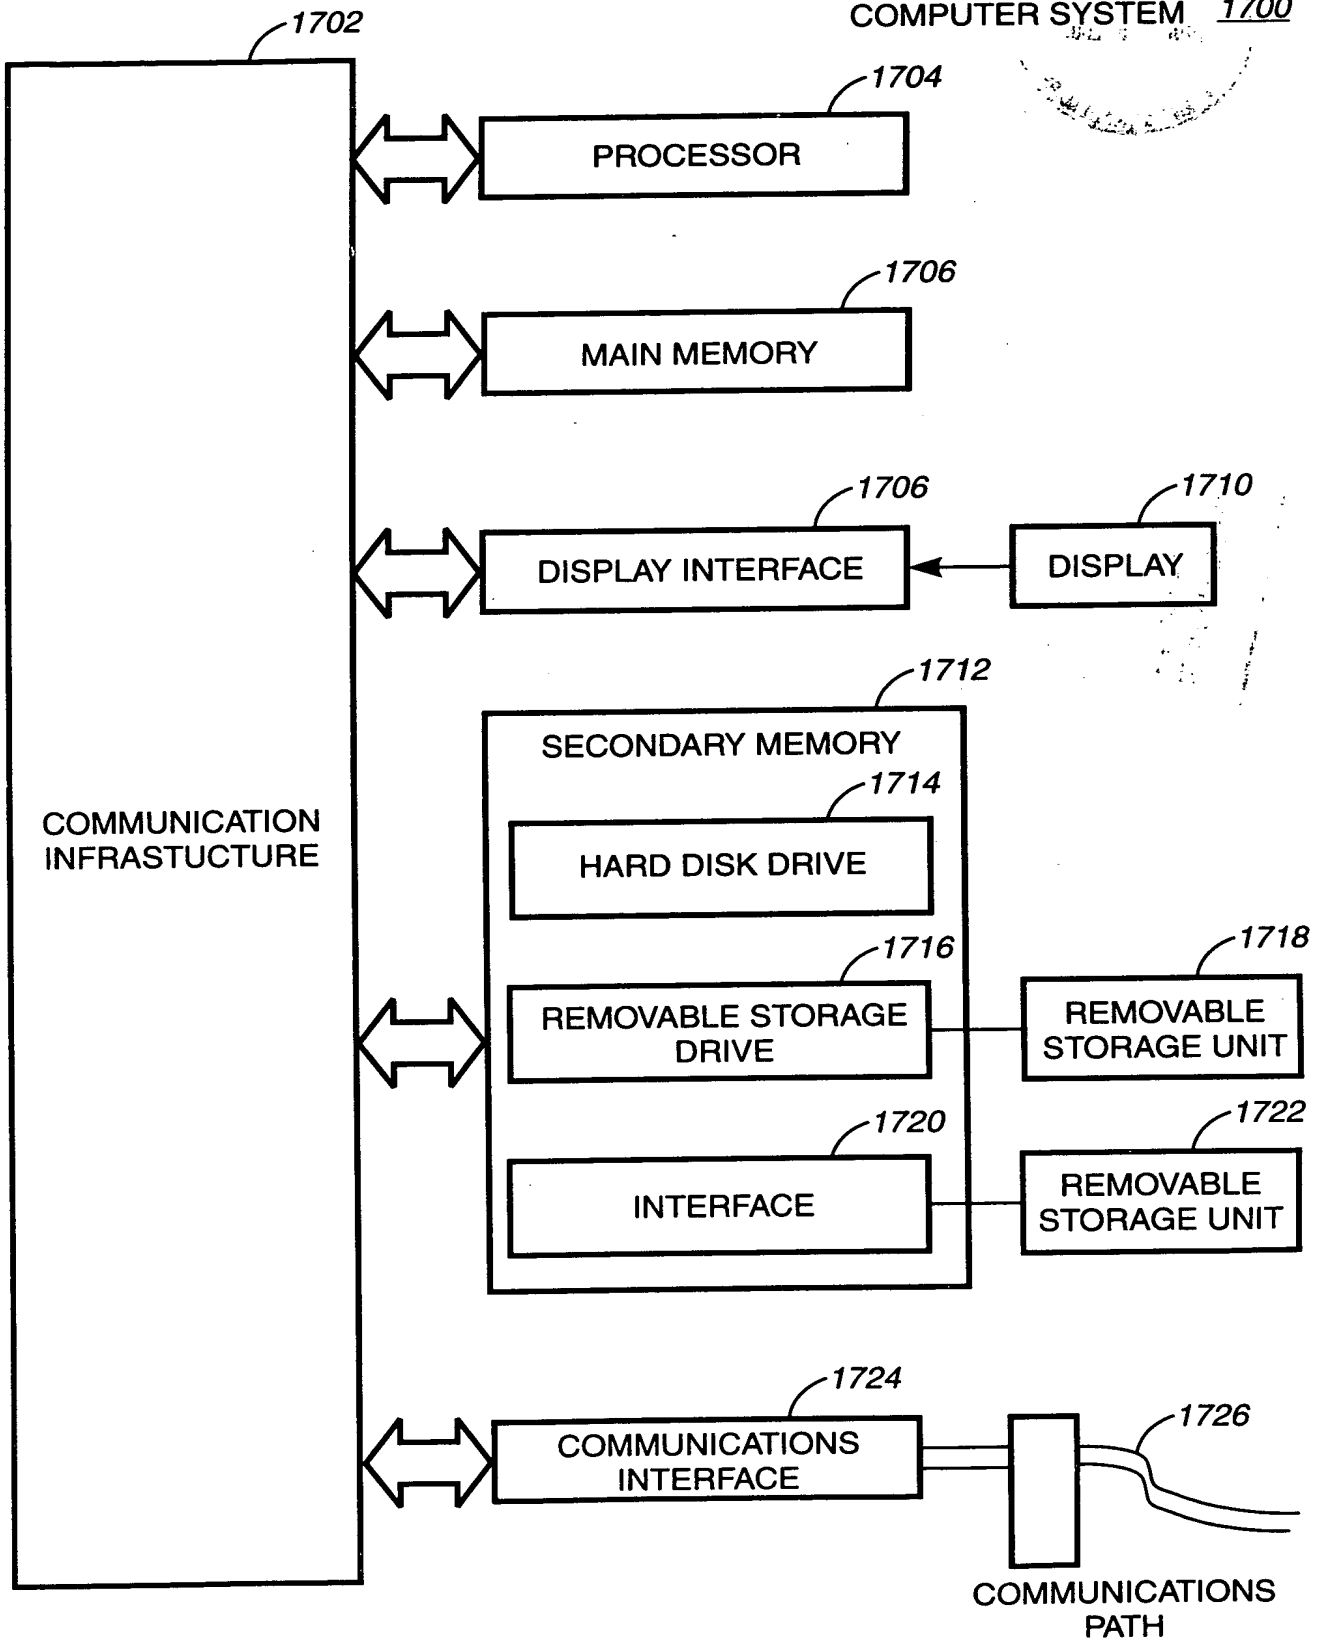 COMPUTER SYSTEM 1700
1702
1704
PROCESSOR
1706
MAIN MEMORY
1706
DISPLAY INTERFACE
1710
DISPLAY
1712
SECONDARY MEMORY
1714
HARD DISK DRIVE
COMMUNICATION
INFRASTUCTURE
1716
REMOVABLE STORAGE
DRIVE
1718
REMOVABLE
STORAGE UNIT
1720
INTERFACE
1722
REMOVABLE
STORAGE UNIT
1724
COMMUNICATIONS
INTERFACE
1726
COMMUNICATIONS
PATH